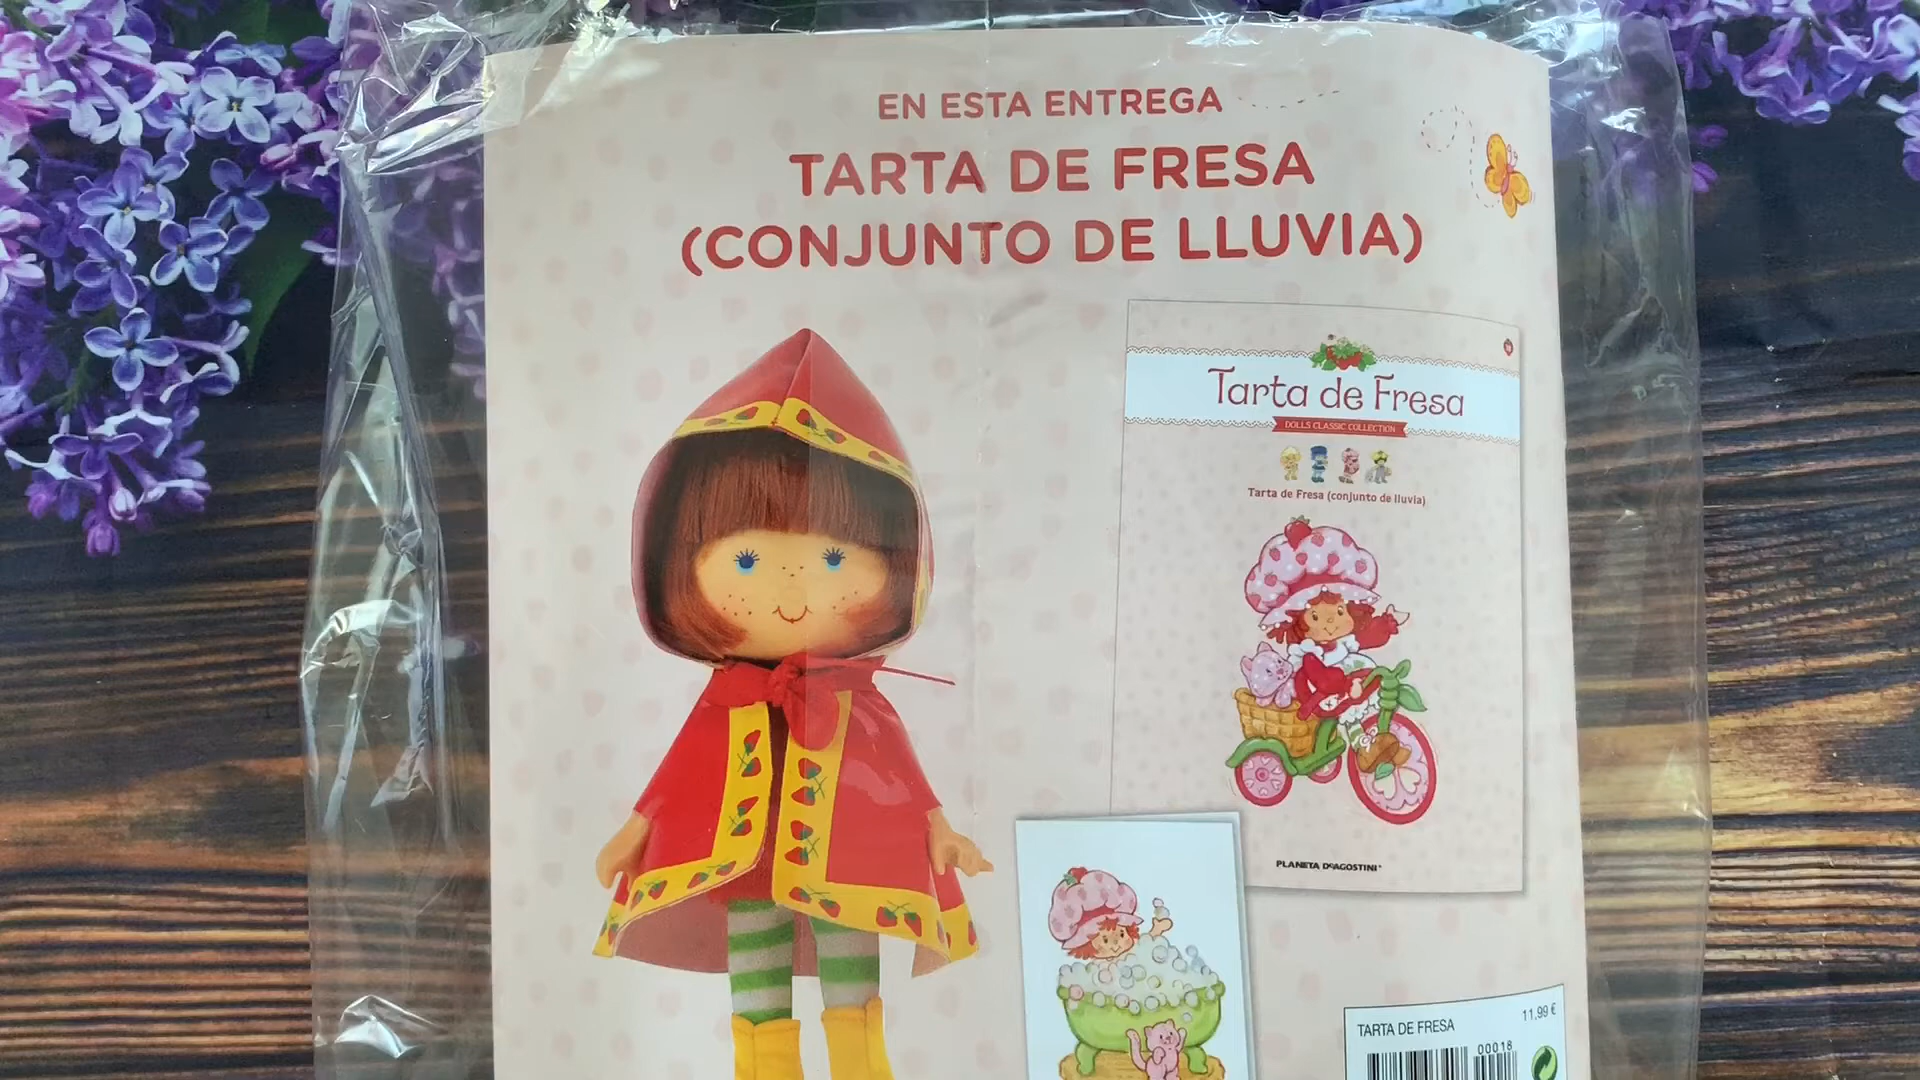 EN ESTA ENTREGA
TARTA DE FRESA
(CONJUNTO DE LLUVIA)
Tarta de Fresa
DOLLS CLASSIC COLLECTION
Tarta de Fresa (conjunto de lluvia)
PLANETA DeAGOSTINI
TARTA DE FRESA
11,99 €
00018